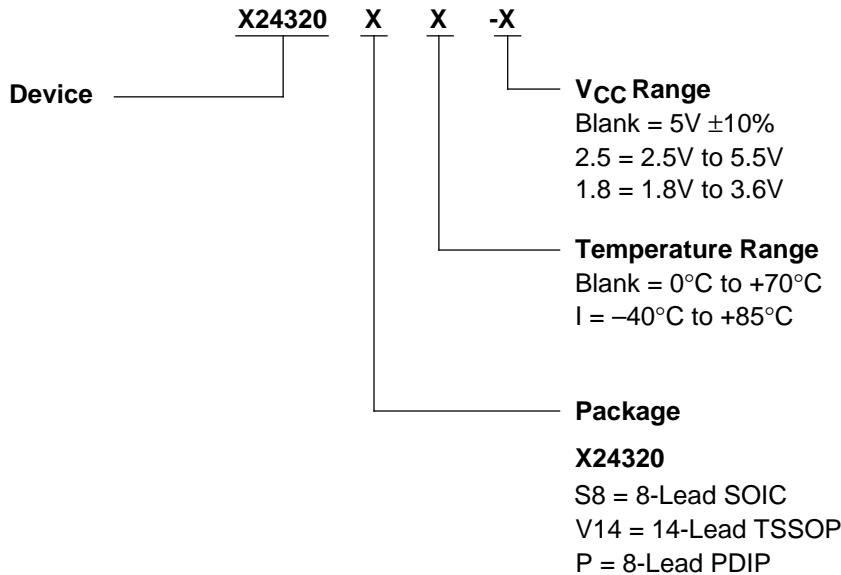 X24320 X X -X
Device
VCC Range
Blank = 5V ±10%
2.5 = 2.5V to 5.5V
1.8 = 1.8V to 3.6V
Temperature Range
Blank = 0°C to +70°C
I = –40°C to +85°C
Package
X24320
S8 = 8-Lead SOIC
V14 = 14-Lead TSSOP
P = 8-Lead PDIP